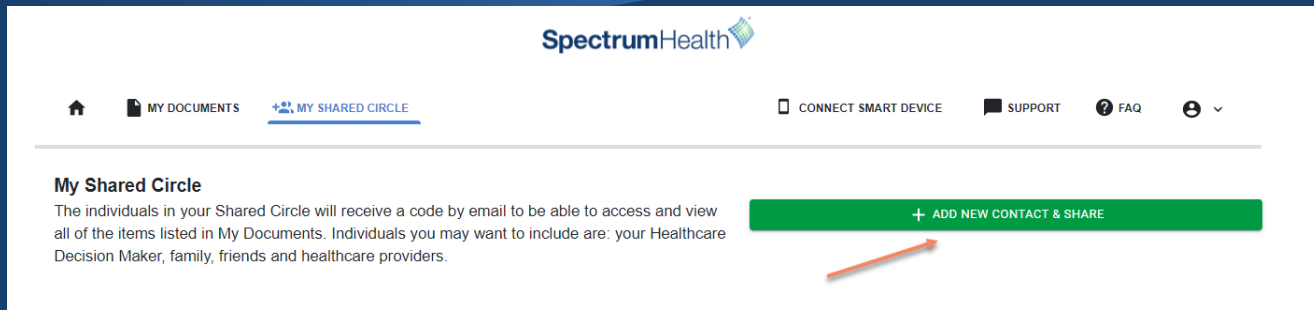 SpectrumHealth
MY DOCUMENTS
MY SHARED CIRCLE
CONNECT SMART DEVICE
SUPPORT
FAQ
My Shared Circle
The individuals in your Shared Circle will receive a code by email to be able to access and view
all of the items listed in My Documents. Individuals you may want to include are: your Healthcare
Decision Maker, family, friends and healthcare providers.
+ ADD NEW CONTACT & SHARE